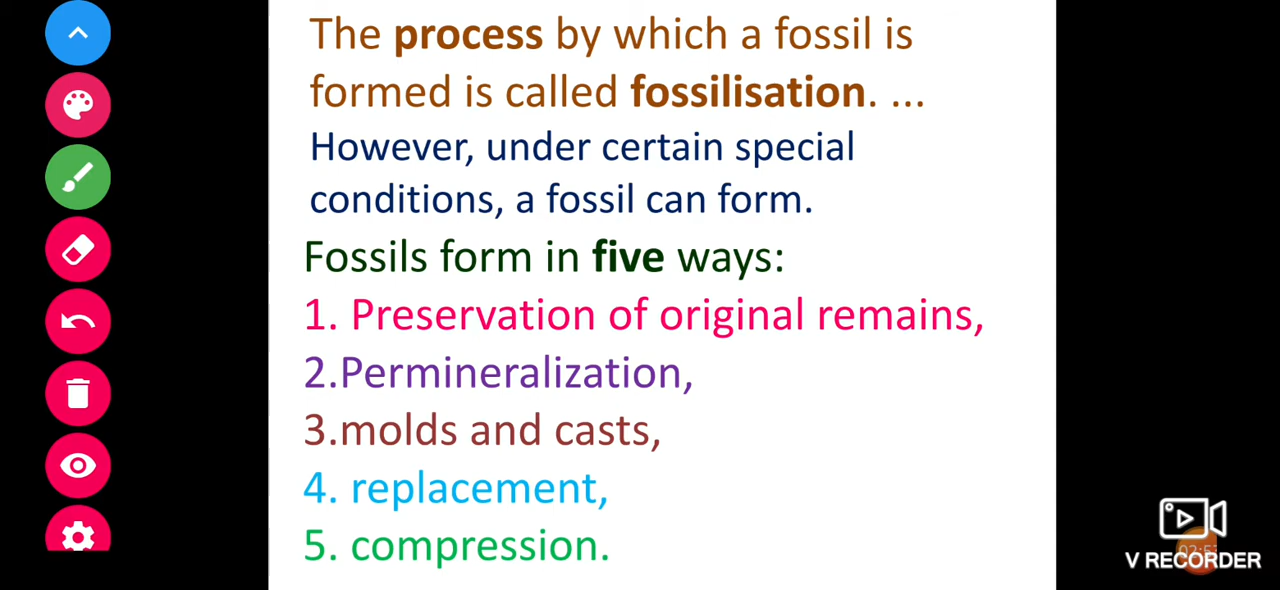 The process by which a fossil is
formed is called fossilisation. ...
However, under certain special
conditions, a fossil can form.
Fossils form in five ways:
1. Preservation of original remains,
2.Permineralization,
3.molds and casts,
4. replacement,
5. compression.
V RECORDER